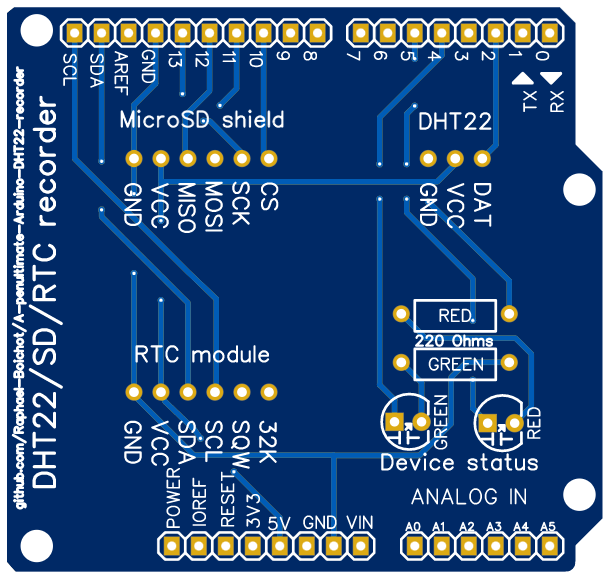 SCL SDA AREF GND 13 12 11 10 9 8 7 6 5 4 3 2 1 0
TX RX
MicroSD shield
DHT22
GND VCC MISO MOSI SCK CS
GND VCC DAT
github.com/Raphael-Boichot/A-penultimate-Arduino-DHT22-recorder
DHT22/SD/RTC recorder
RED
220 Ohms
GREEN
RTC module
GND VCC SDA SCL SQW 32K
GREEN RED
Device status
POWER IOREF RESET 3V3 5V GND VIN
ANALOG IN
A0 A1 A2 A3 A4 A5